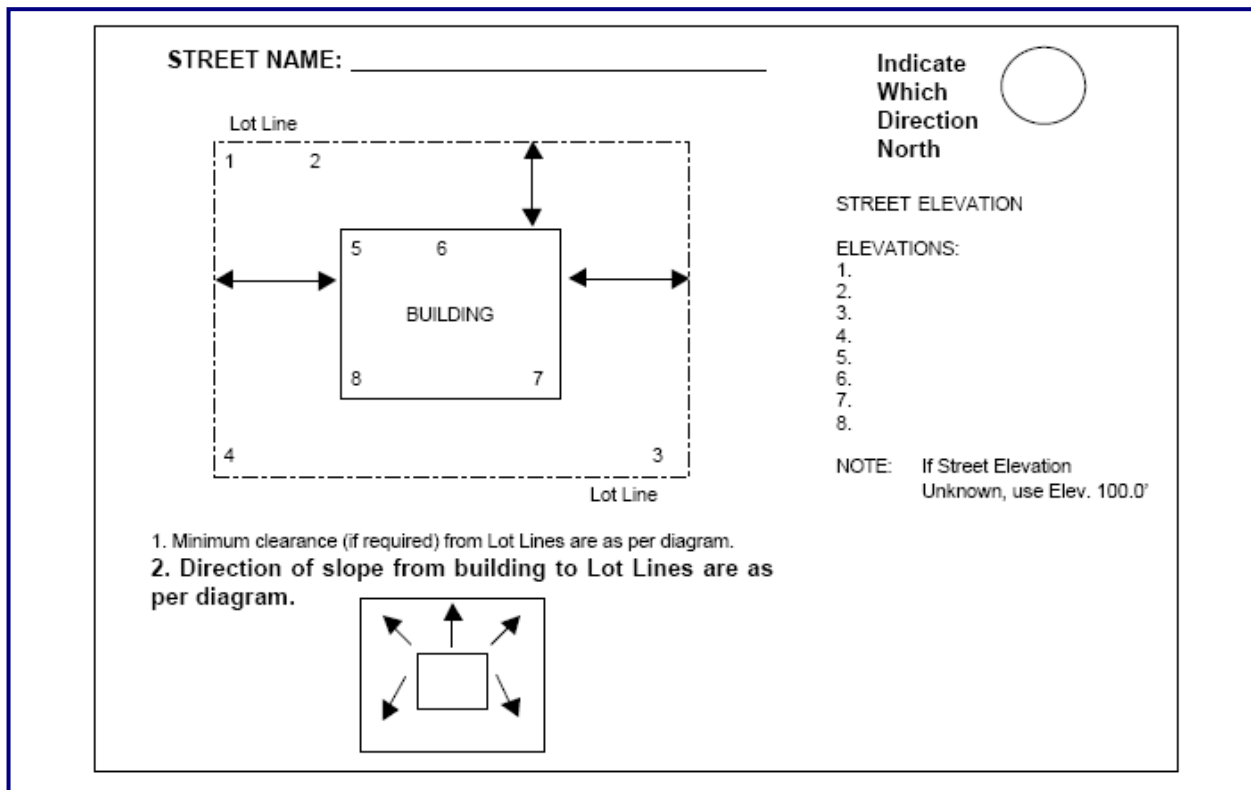 STREET NAME: ____________________
Indicate
Which
Direction
North
Lot Line
1 2
5 6
BUILDING
8 7
4 3
Lot Line
STREET ELEVATION
ELEVATIONS:
1.
2.
3.
4.
5.
6.
7.
8.
NOTE: If Street Elevation
Unknown, use Elev. 100.0'
1. Minimum clearance (if required) from Lot Lines are as per diagram.
2. Direction of slope from building to Lot Lines are as
per diagram.